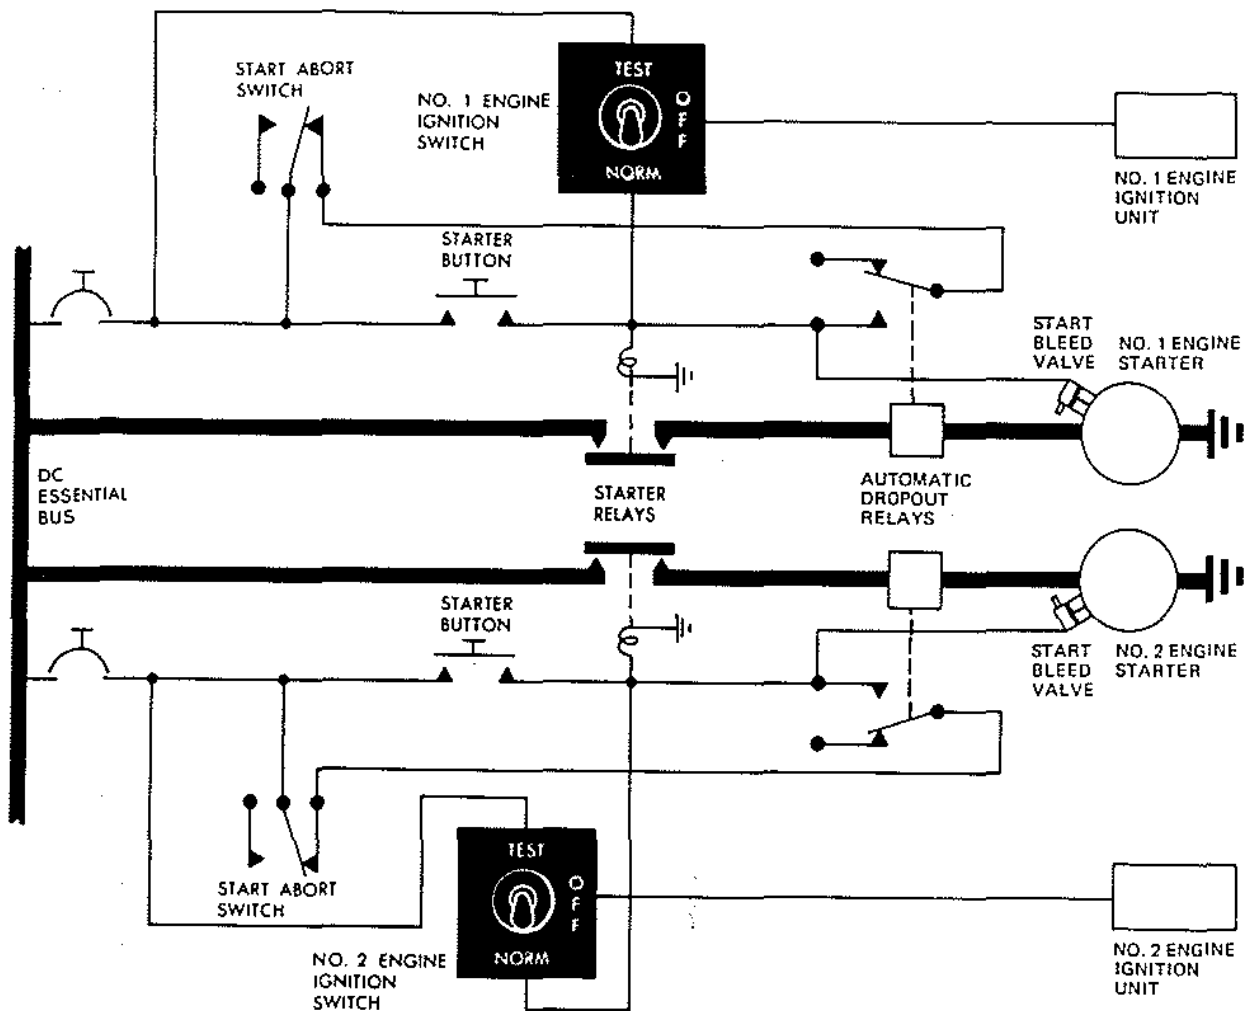 START ABORT
SWITCH
NO. 1 ENGINE
IGNITION
SWITCH
TEST
OFF
NORM
NO. 1 ENGINE
IGNITION
UNIT
STARTER
BUTTON
START
BLEED
VALVE
NO. 1 ENGINE
STARTER
DC
ESSENTIAL
BUS
STARTER
RELAYS
AUTOMATIC
DROPOUT
RELAYS
STARTER
BUTTON
START
BLEED
VALVE
NO. 2 ENGINE
STARTER
START ABORT
SWITCH
TEST
OFF
NORM
NO. 2 ENGINE
IGNITION
SWITCH
NO. 2 ENGINE
IGNITION
UNIT